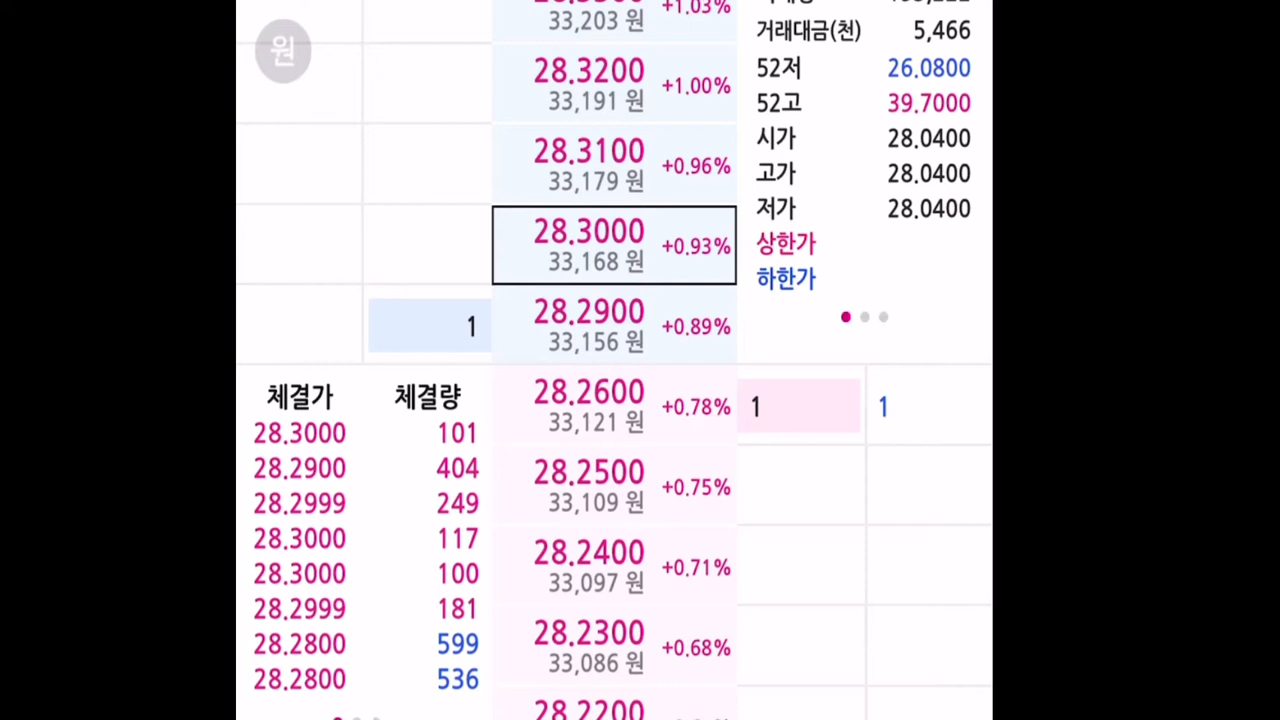 +1.03%
33,203 원
원
28.3200
33,191 원
+1.00%
28.3100
33,179 원
+0.96%
28.3000
33,168 원
+0.93%
1
28.2900
33,156 원
+0.89%
거래대금(천) 5,466
52저 26.0800
52고 39.7000
시가 28.0400
고가 28.0400
저가 28.0400
상한가
하한가
체결가 체결량
28.3000 101
28.2900 404
28.2999 249
28.3000 117
28.3000 100
28.2999 181
28.2800 599
28.2800 536
28.2600
33,121 원
+0.78%
1 1
28.2500
33,109 원
+0.75%
28.2400
33,097 원
+0.71%
28.2300
33,086 원
+0.68%
28.2200